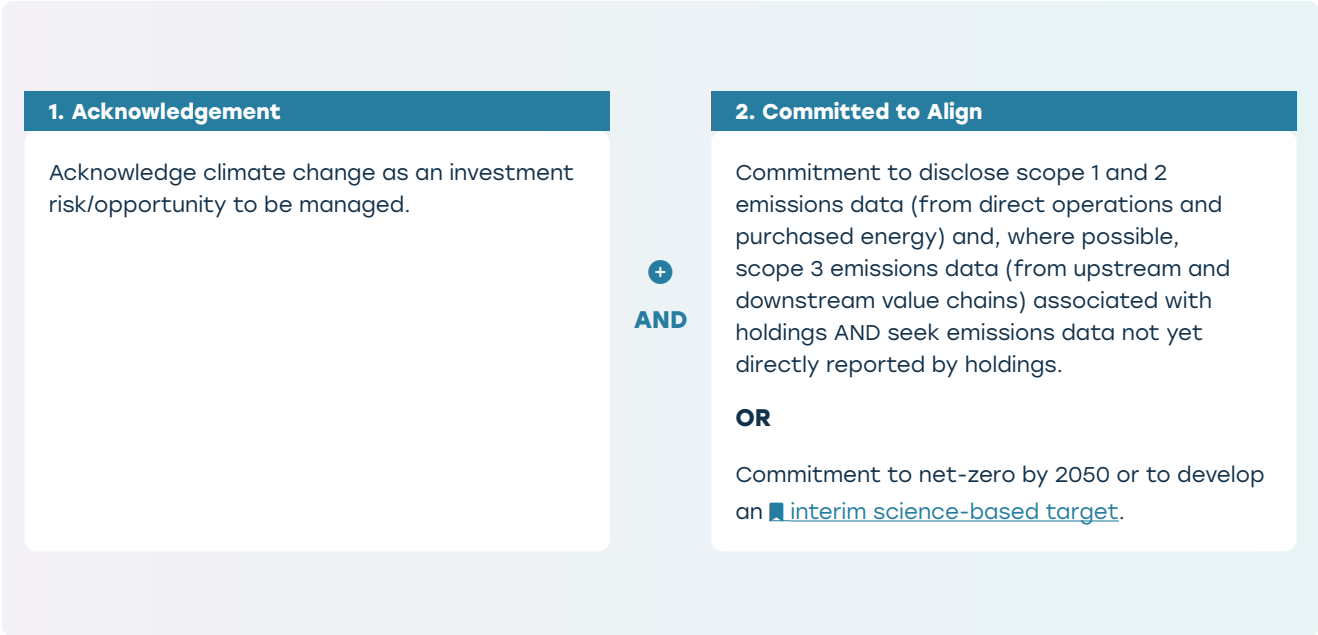 1. Acknowledgement
Acknowledge climate change as an investment
risk/opportunity to be managed.
+
AND
2. Committed to Align
Commitment to disclose scope 1 and 2
emissions data (from direct operations and
purchased energy) and, where possible,
scope 3 emissions data (from upstream and
downstream value chains) associated with
holdings AND seek emissions data not yet
directly reported by holdings.
OR
Commitment to net-zero by 2050 or to develop
an interim science-based target.